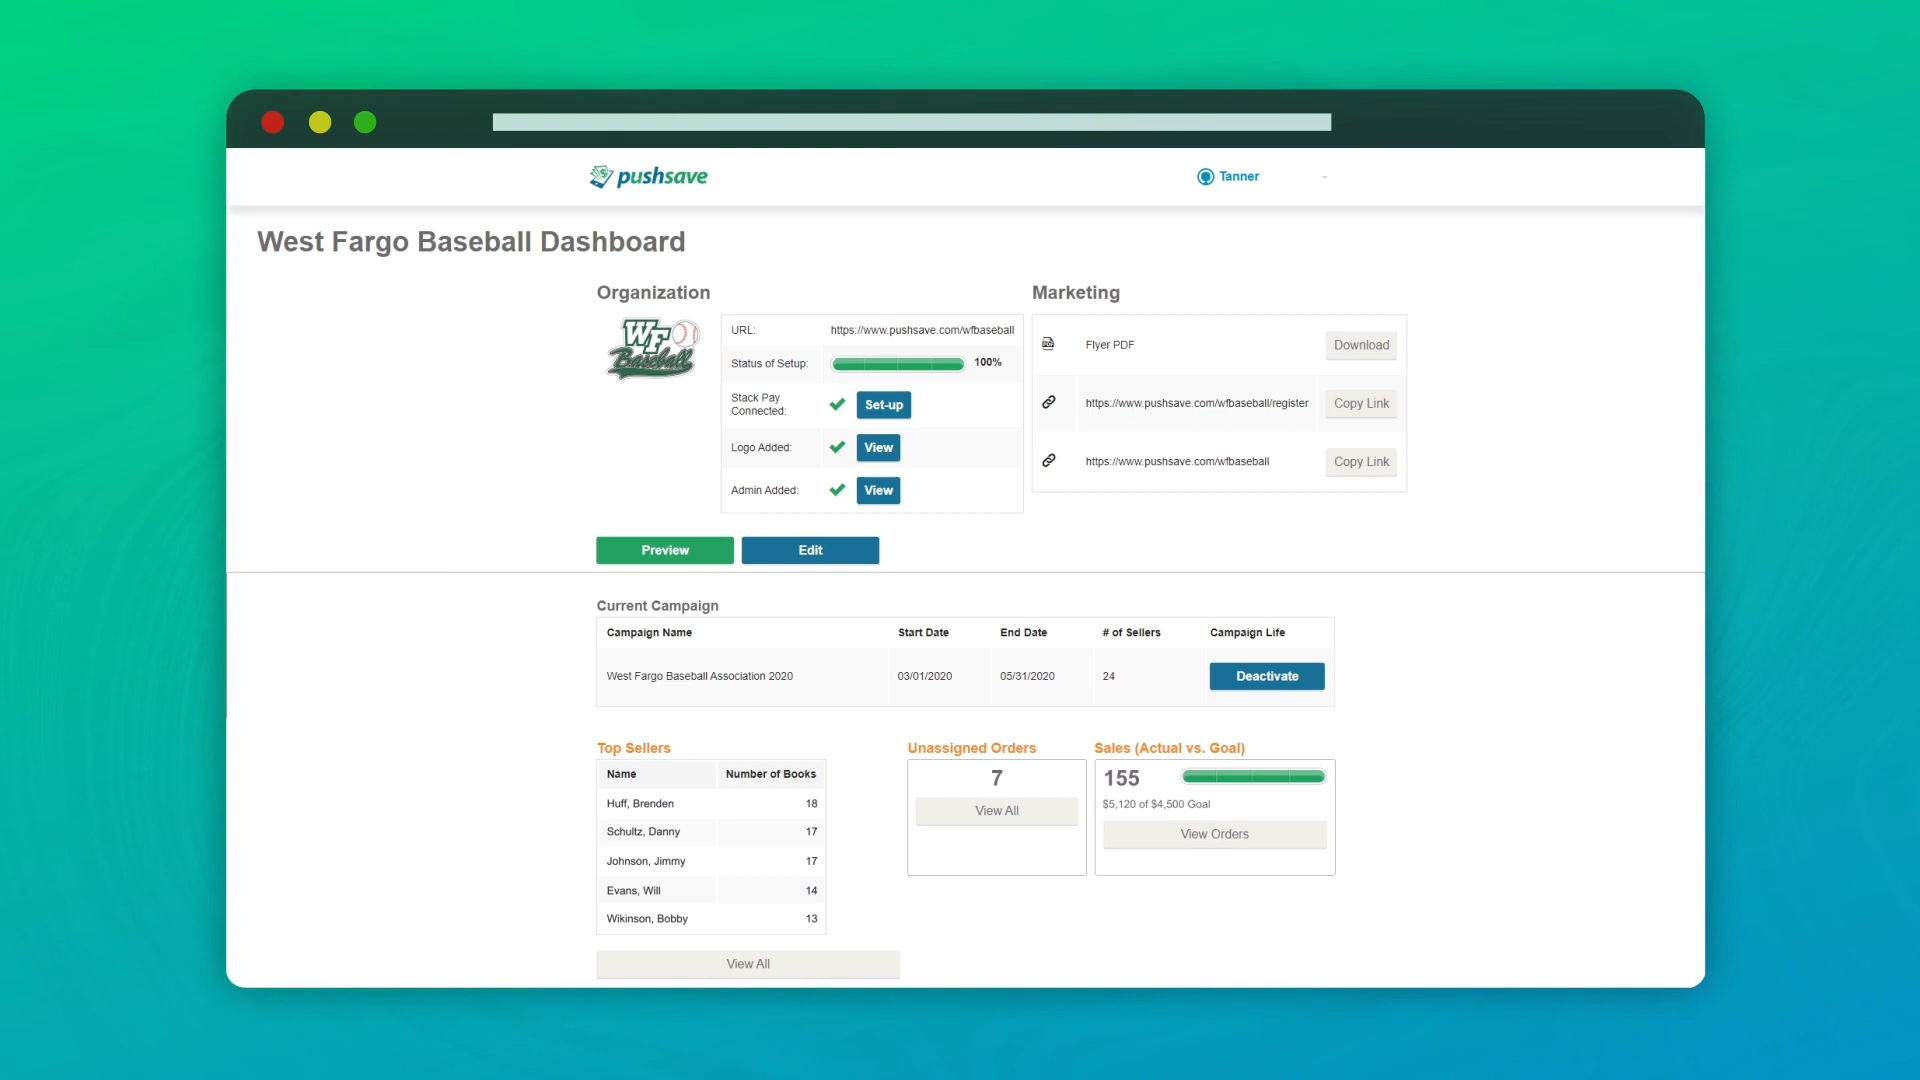 pushsave
Tanner
West Fargo Baseball Dashboard
Organization
WF
Baseball
URL: https://www.pushsave.com/wfbaseball
Status of Setup: 100%
Stack Pay
Connected:
Set-up
Logo Added: View
Admin Added: View
Marketing
Flyer PDF Download
https://www.pushsave.com/wfbaseball/register Copy Link
https://www.pushsave.com/wfbaseball Copy Link
Preview Edit
Current Campaign
Campaign Name Start Date End Date # of Sellers Campaign Life
West Fargo Baseball Association 2020 03/01/2020 05/31/2020 24 Deactivate
Top Sellers
Name Number of Books
Huff, Brenden 18
Schultz, Danny 17
Johnson, Jimmy 17
Evans, Will 14
Wikinson, Bobby 13
View All
Unassigned Orders
7
View All
Sales (Actual vs. Goal)
155
$5,120 of $4,500 Goal
View Orders